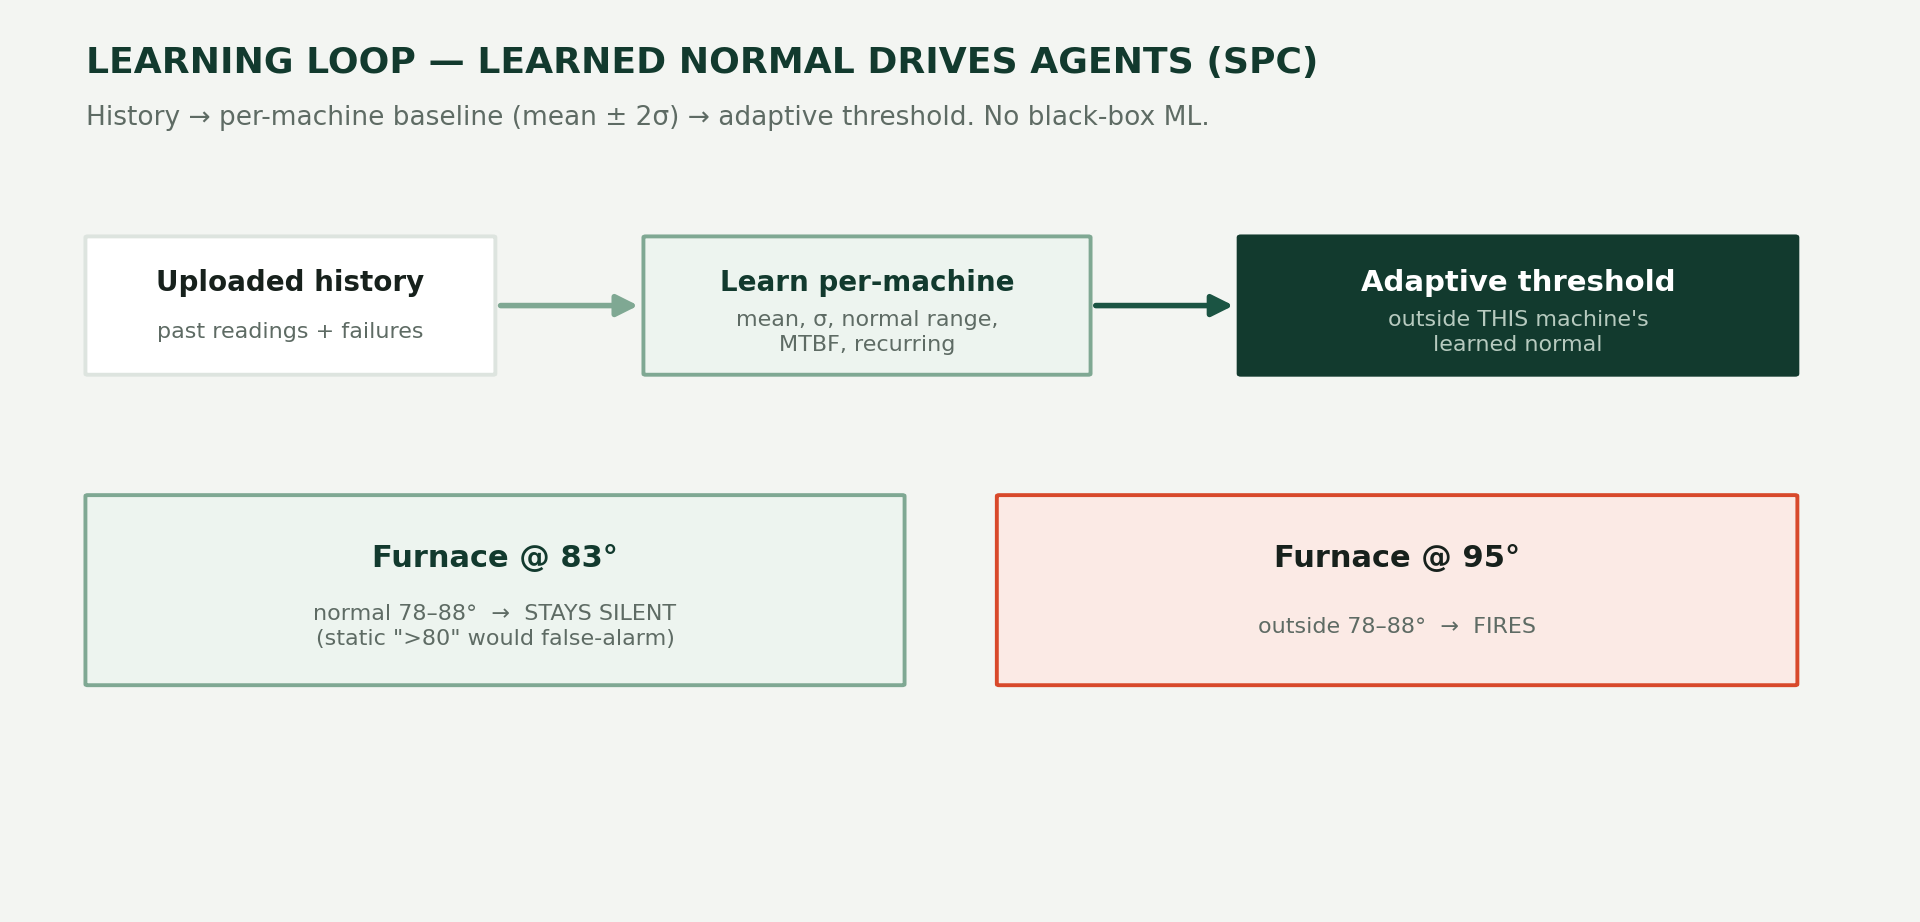 LEARNING LOOP — LEARNED NORMAL DRIVES AGENTS (SPC)
History → per-machine baseline (mean ± 2σ) → adaptive threshold. No black-box ML.
Uploaded history
past readings + failures
Learn per-machine
mean, σ, normal range,
MTBF, recurring
Adaptive threshold
outside THIS machine's
learned normal
Furnace @ 83°
normal 78–88° → STAYS SILENT
(static ">80" would false-alarm)
Furnace @ 95°
outside 78–88° → FIRES